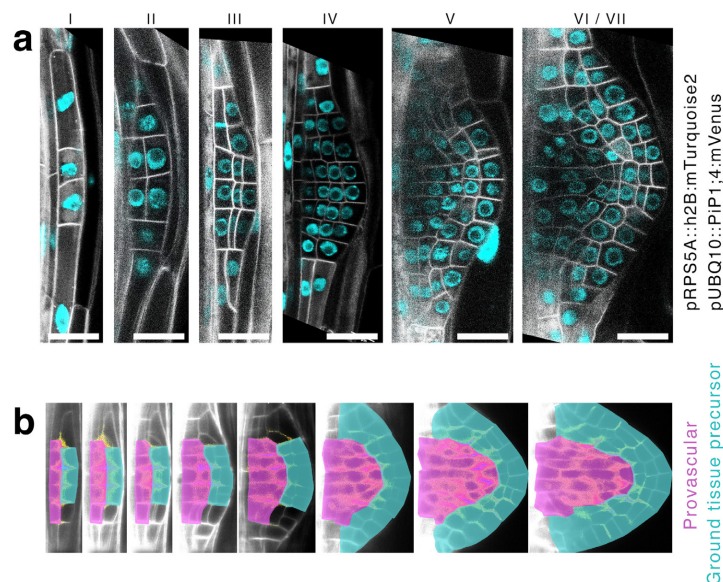 a
I II III IV V VI / VII
pRPS5A::h2B:mTurquoise2
pUBQ10::PiP1;4:mVenus
b
Provascular
Ground tissue precursor